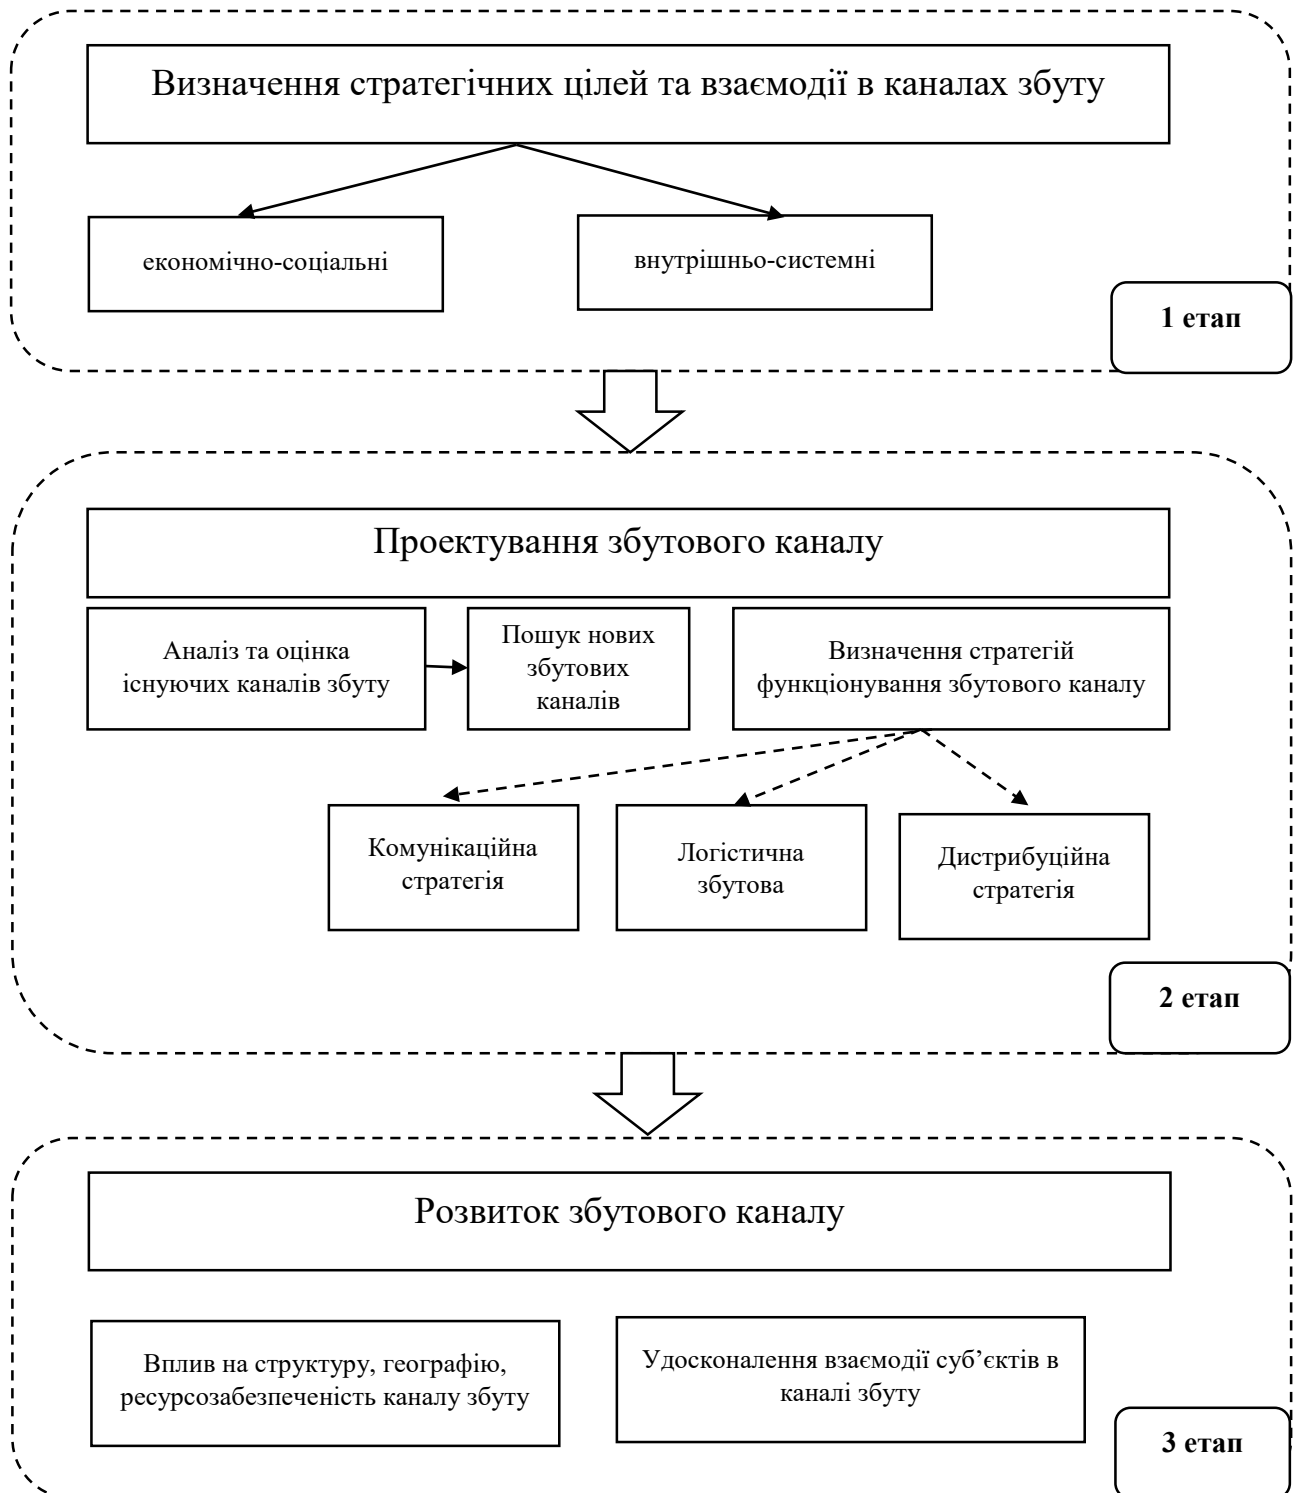 Визначення стратегічних цілей та взаємодії в каналах збуту
економічно-соціальні
внутрішньо-системні
1 етап
Проектування збутового каналу
Аналіз та оцінка
існуючих каналів збуту
Пошук нових
збутових
каналів
Визначення стратегій
функціонування збутового каналу
Комунікаційна
стратегія
Логістична
збутова
Дистрибуційна
стратегія
2 етап
Розвиток збутового каналу
Вплив на структуру, географію,
ресурсозабезпеченість каналу збуту
Удосконалення взаємодії суб’єктів в
каналі збуту
3 етап